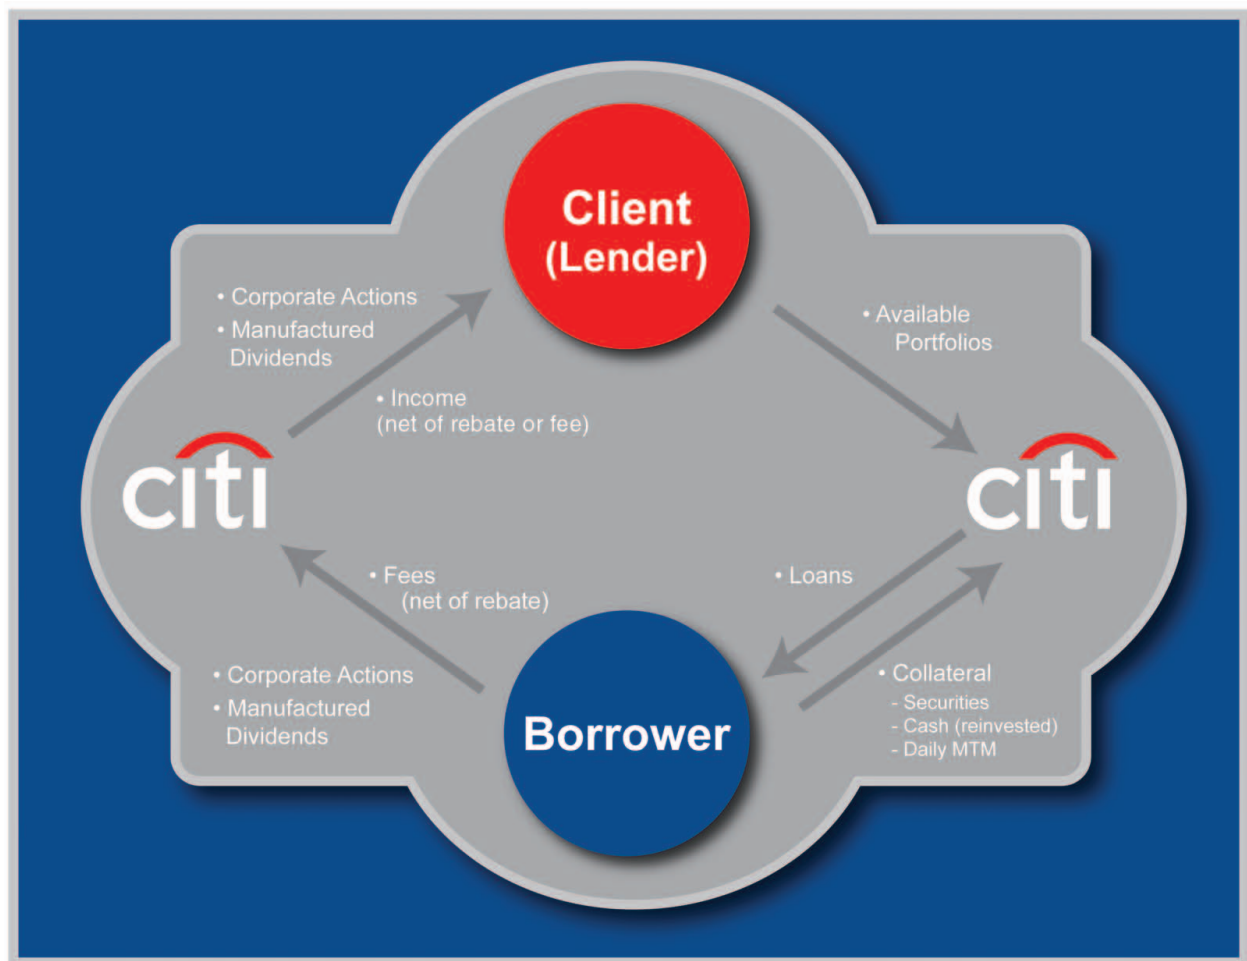 Client
(Lender)
• Corporate Actions
• Manufactured
Dividends
• Available
Portfolios
• Income
(net of rebate or fee)
citi
citi
• Fees
(net of rebate)
• Loans
• Corporate Actions
• Manufactured
Dividends
Borrower
• Collateral
- Securities
- Cash (reinvested)
- Daily MTM